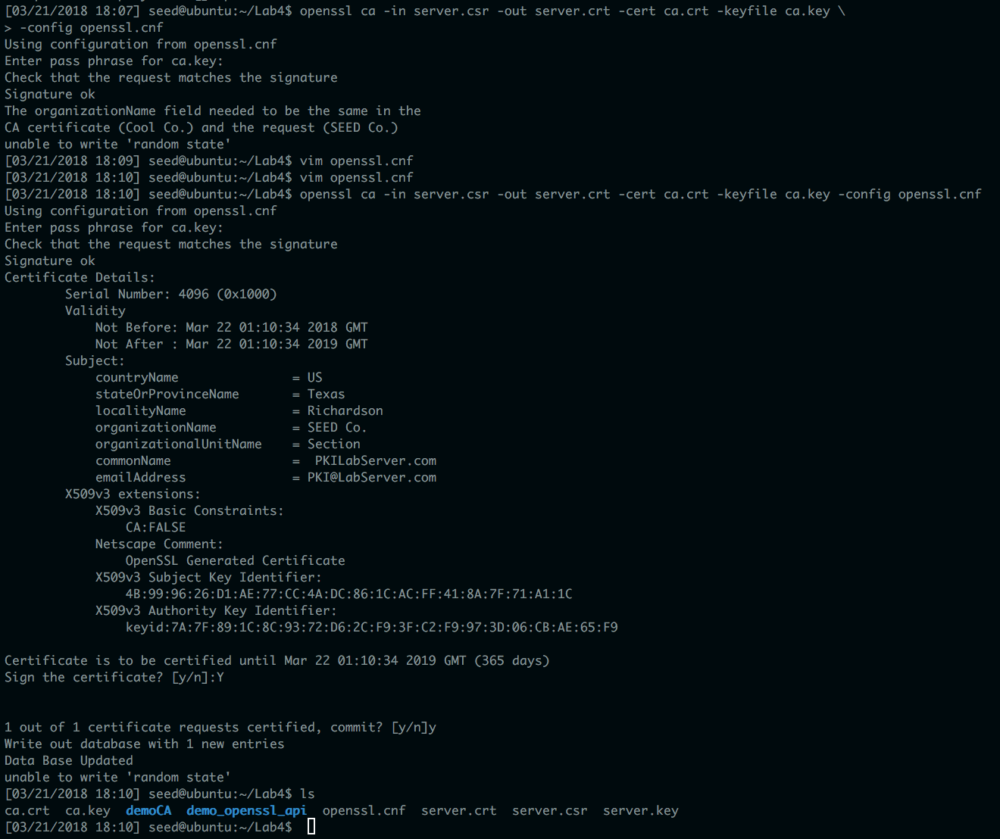 [03/21/2018 18:07] seed@ubuntu:~/Lab4$ openssl ca -in server.csr -out server.crt -cert ca.crt -keyfile ca.key \
> -config openssl.cnf
Using configuration from openssl.cnf
Enter pass phrase for ca.key:
Check that the request matches the signature
Signature ok
The organizationName field needed to be the same in the
CA certificate (Cool Co.) and the request (SEED Co.)
unable to write 'random state'
[03/21/2018 18:09] seed@ubuntu:~/Lab4$ vim openssl.cnf
[03/21/2018 18:10] seed@ubuntu:~/Lab4$ vim openssl.cnf
[03/21/2018 18:10] seed@ubuntu:~/Lab4$ openssl ca -in server.csr -out server.crt -cert ca.crt -keyfile ca.key -config openssl.cnf
Using configuration from openssl.cnf
Enter pass phrase for ca.key:
Check that the request matches the signature
Signature ok
Certificate Details:
        Serial Number: 4096 (0x1000)
        Validity
            Not Before: Mar 22 01:10:34 2018 GMT
            Not After : Mar 22 01:10:34 2019 GMT
        Subject:
            countryName               = US
            stateOrProvinceName       = Texas
            localityName              = Richardson
            organizationName          = SEED Co.
            organizationalUnitName    = Section
            commonName                =  PKILabServer.com
            emailAddress              = PKI@LabServer.com
        X509v3 extensions:
            X509v3 Basic Constraints:
                CA:FALSE
            Netscape Comment:
                OpenSSL Generated Certificate
            X509v3 Subject Key Identifier:
                4B:99:96:26:D1:AE:77:CC:4A:DC:86:1C:AC:FF:41:8A:7F:71:A1:1C
            X509v3 Authority Key Identifier:
                keyid:7A:7F:89:1C:8C:93:72:D6:2C:F9:3F:C2:F9:97:3D:06:CB:AE:65:F9

Certificate is to be certified until Mar 22 01:10:34 2019 GMT (365 days)
Sign the certificate? [y/n]:Y


1 out of 1 certificate requests certified, commit? [y/n]y
Write out database with 1 new entries
Data Base Updated
unable to write 'random state'
[03/21/2018 18:10] seed@ubuntu:~/Lab4$ ls
ca.crt  ca.key  demoCA  demo_openssl_api  openssl.cnf  server.crt  server.csr  server.key
[03/21/2018 18:10] seed@ubuntu:~/Lab4$